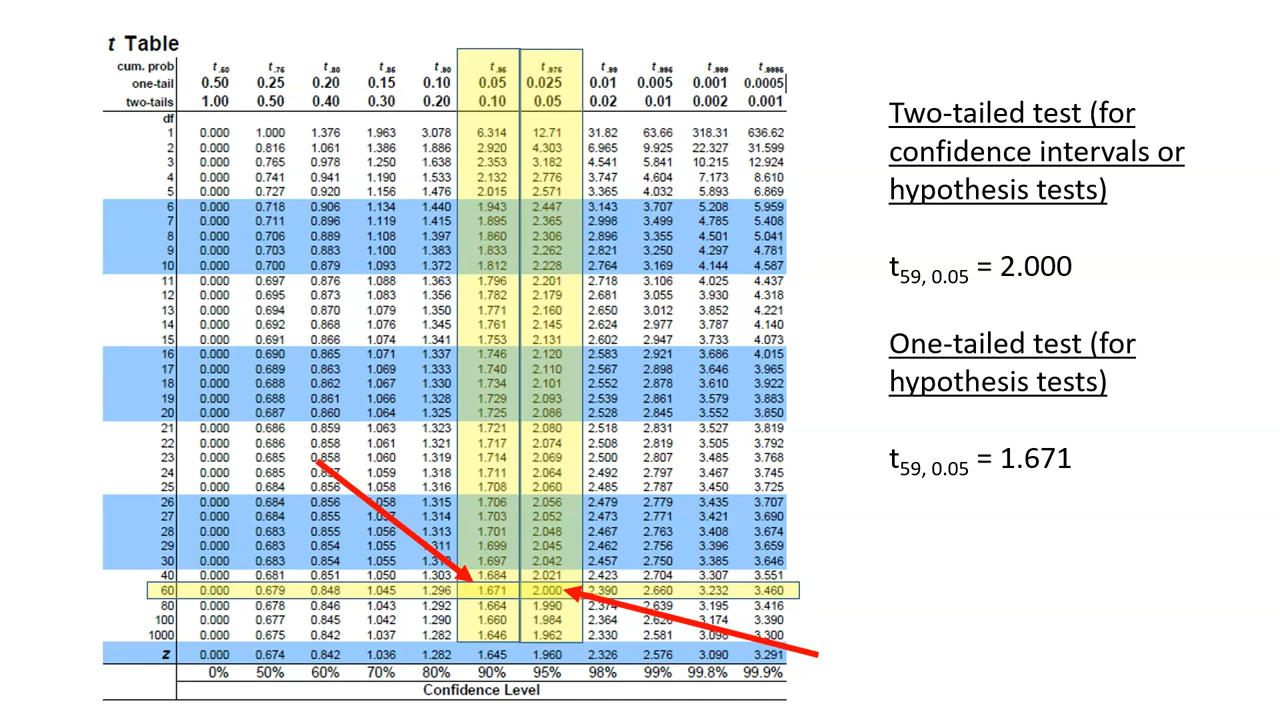 t Table
cum. prob t.50 t.75 t.80 t.85 t.90 t.95 t.975 t.99 t.995 t.999 t.9995
one-tail 0.50 0.25 0.20 0.15 0.10 0.05 0.025 0.01 0.005 0.001 0.0005
two-tails 1.00 0.50 0.40 0.30 0.20 0.10 0.05 0.02 0.01 0.002 0.001
df
1 0.000 1.000 1.376 1.963 3.078 6.314 12.71 31.82 63.66 318.31 636.62
2 0.000 0.816 1.061 1.386 1.886 2.920 4.303 6.965 9.925 22.327 31.599
3 0.000 0.765 0.978 1.250 1.638 2.353 3.182 4.541 5.841 10.215 12.924
4 0.000 0.741 0.941 1.190 1.533 2.132 2.776 3.747 4.604 7.173 8.610
5 0.000 0.727 0.920 1.156 1.476 2.015 2.571 3.365 4.032 5.893 6.869
6 0.000 0.718 0.906 1.134 1.440 1.943 2.447 3.143 3.707 5.208 5.959
7 0.000 0.711 0.896 1.119 1.415 1.895 2.365 2.998 3.499 4.785 5.408
8 0.000 0.706 0.889 1.108 1.397 1.860 2.306 2.896 3.355 4.501 5.041
9 0.000 0.703 0.883 1.100 1.383 1.833 2.262 2.821 3.250 4.297 4.781
10 0.000 0.700 0.879 1.093 1.372 1.812 2.228 2.764 3.169 4.144 4.587
11 0.000 0.697 0.876 1.088 1.363 1.796 2.201 2.718 3.106 4.025 4.437
12 0.000 0.695 0.873 1.083 1.356 1.782 2.179 2.681 3.055 3.930 4.318
13 0.000 0.694 0.870 1.079 1.350 1.771 2.160 2.650 3.012 3.852 4.221
14 0.000 0.692 0.868 1.076 1.345 1.761 2.145 2.624 2.977 3.787 4.140
15 0.000 0.691 0.866 1.074 1.341 1.753 2.131 2.602 2.947 3.733 4.073
16 0.000 0.690 0.865 1.071 1.337 1.746 2.120 2.583 2.921 3.686 4.015
17 0.000 0.689 0.863 1.069 1.333 1.740 2.110 2.567 2.898 3.646 3.965
18 0.000 0.688 0.862 1.067 1.330 1.734 2.101 2.552 2.878 3.610 3.922
19 0.000 0.688 0.861 1.066 1.328 1.729 2.093 2.539 2.861 3.579 3.883
20 0.000 0.687 0.860 1.064 1.325 1.725 2.086 2.528 2.845 3.552 3.850
21 0.000 0.686 0.859 1.063 1.323 1.721 2.080 2.518 2.831 3.527 3.819
22 0.000 0.686 0.858 1.061 1.321 1.717 2.074 2.508 2.819 3.505 3.792
23 0.000 0.685 0.858 1.060 1.319 1.714 2.069 2.500 2.807 3.485 3.768
24 0.000 0.685 1.059 1.318 1.711 2.064 2.492 2.797 3.467 3.745
25 0.000 0.684 0.856 1.058 1.316 1.708 2.060 2.485 2.787 3.450 3.725
26 0.000 0.684 0.856 1.058 1.315 1.706 2.056 2.479 2.779 3.435 3.707
27 0.000 0.684 0.855 1.314 1.703 2.052 2.473 2.771 3.421 3.690
28 0.000 0.683 0.855 1.056 1.313 1.701 2.048 2.467 2.763 3.408 3.674
29 0.000 0.683 0.854 1.055 1.311 1.699 2.045 2.462 2.756 3.396 3.659
30 0.000 0.683 0.854 1.055 1.697 2.042 2.457 2.750 3.385 3.646
40 0.000 0.681 0.851 1.050 1.303 1.684 2.021 2.423 2.704 3.307 3.551
60 0.000 0.679 0.848 1.045 1.296 1.671 2.000 2.390 2.660 3.232 3.460
80 0.000 0.678 0.846 1.043 1.292 1.664 1.990 2.374 2.639 3.195 3.416
100 0.000 0.677 0.845 1.042 1.290 1.660 1.984 2.364 2.626 3.174 3.390
1000 0.000 0.675 0.842 1.037 1.282 1.646 1.962 2.330 2.581 3.098 3.300
z 0.000 0.674 0.842 1.036 1.282 1.645 1.960 2.326 2.576 3.090 3.291
0% 50% 60% 70% 80% 90% 95% 98% 99% 99.8% 99.9%
Confidence Level
Two-tailed test (for
confidence intervals or
hypothesis tests)
t59, 0.05 = 2.000
One-tailed test (for
hypothesis tests)
t59, 0.05 = 1.671